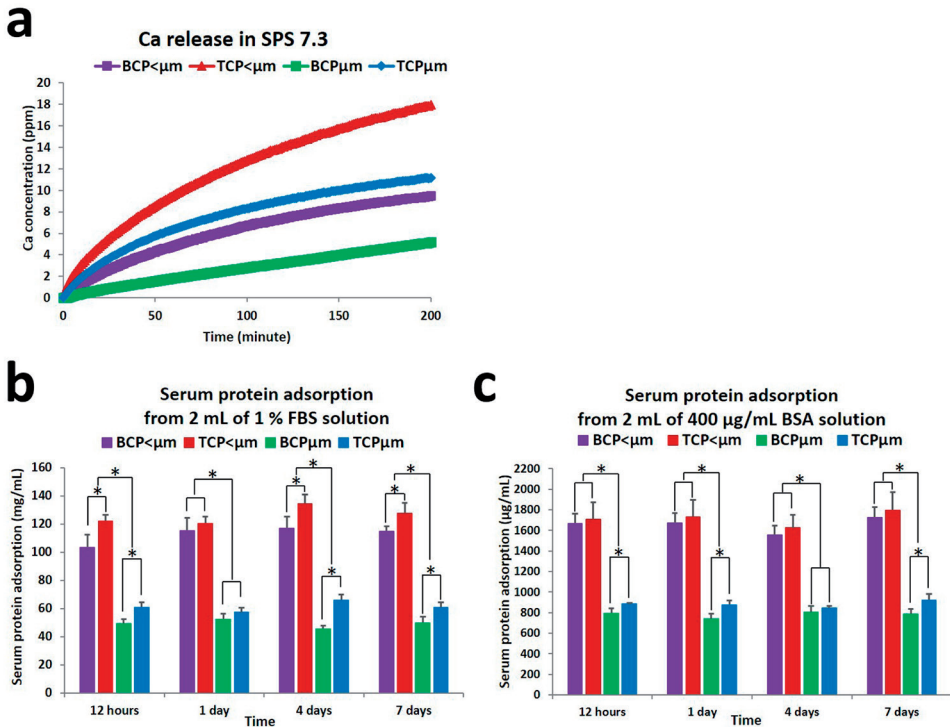 a
Ca release in SPS 7.3
BCP<μm TCP<μm BCPμm TCPμm
Ca concentration (ppm)
20
18
16
14
12
10
8
6
4
2
0
0 50 100 150 200
Time (minute)
b
Serum protein adsorption
from 2 mL of 1 % FBS solution
BCP<μm TCP<μm BCPμm TCPμm
Serum protein adsorption (mg/mL)
160
140
120
100
80
60
40
20
0
* * *
* *
* * *
* * *
12 hours 1 day 4 days 7 days
Time
c
Serum protein adsorption
from 2 mL of 400 μg/mL BSA solution
BCP<μm TCP<μm BCPμm TCPμm
Serum protein adsorption (μg/mL)
2200
2000
1800
1600
1400
1200
1000
800
600
400
200
0
* *
* *
*
* *
12 hours 1 day 4 days 7 days
Time